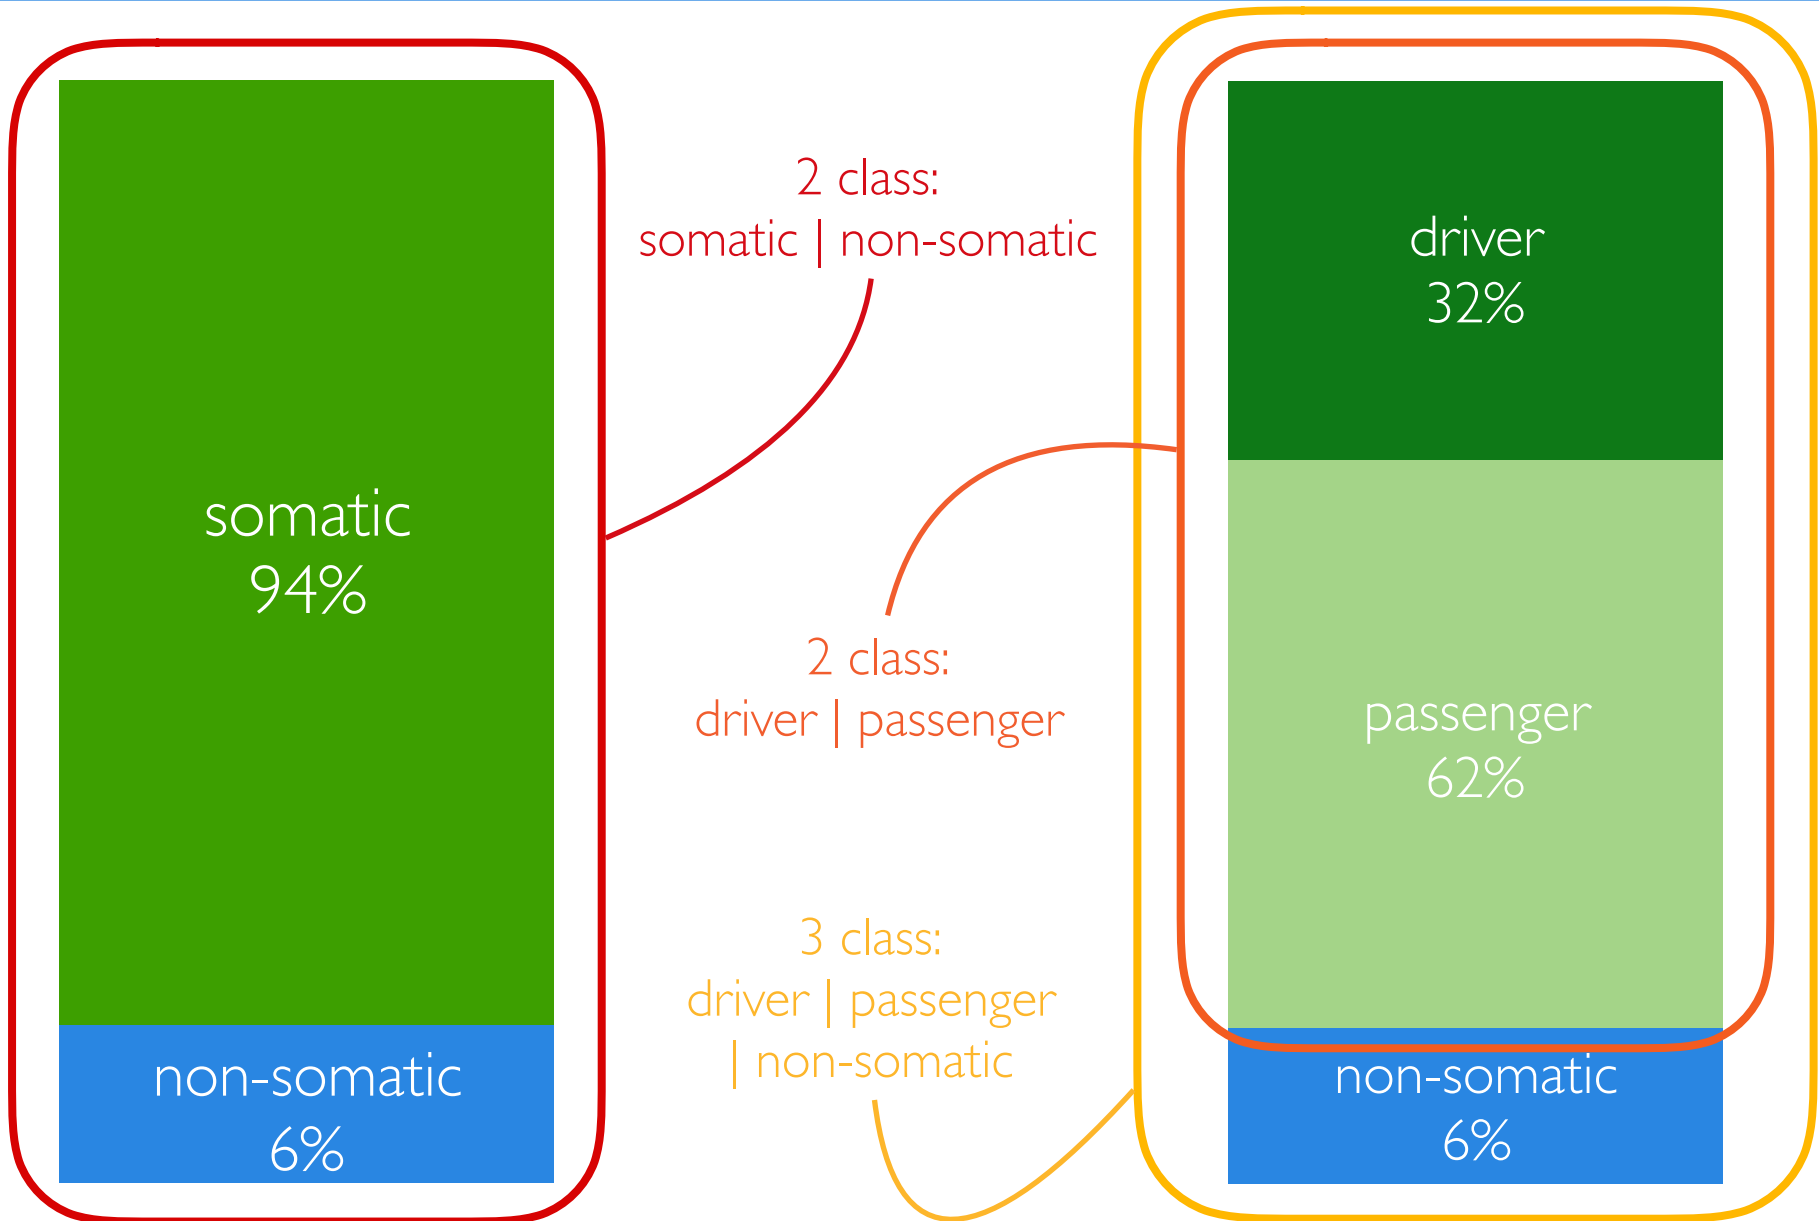 somatic
94%
non-somatic
6%
2 class:
somatic | non-somatic
2 class:
driver | passenger
3 class:
driver | passenger
| non-somatic
driver
32%
passenger
62%
non-somatic
6%